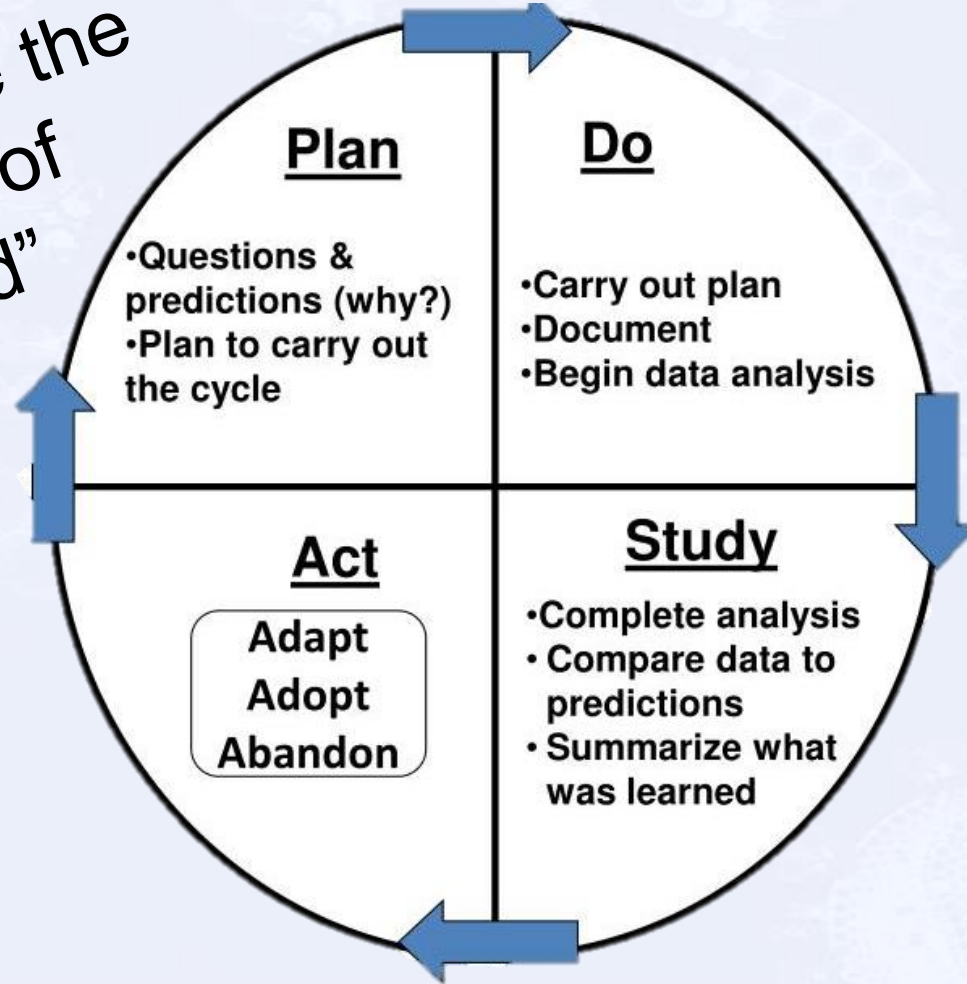 the
of
Plan
•Questions &
predictions (why?)
•Plan to carry out
the cycle
Do
•Carry out plan
•Document
•Begin data analysis
Act
Adapt
Adopt
Abandon
Study
•Complete analysis
• Compare data to
predictions
• Summarize what
was learned